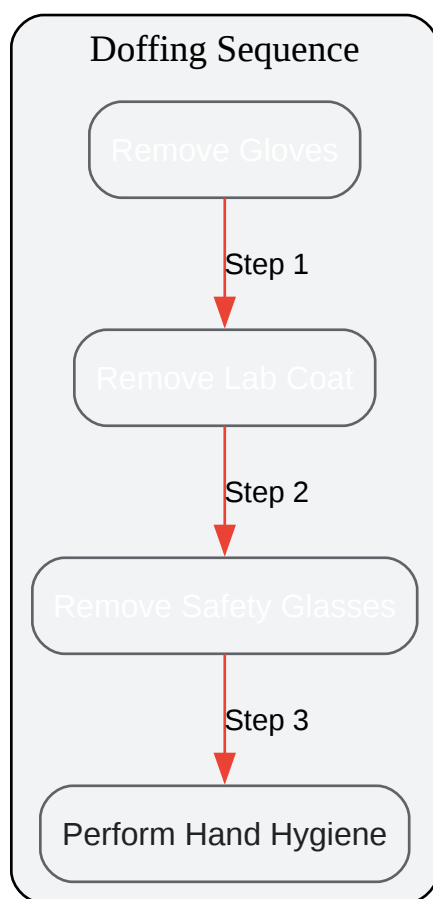 Doffing Sequence
Remove Gloves
Step 1
Remove Lab Coat
Step 2
Remove Safety Glasses
Step 3
Perform Hand Hygiene